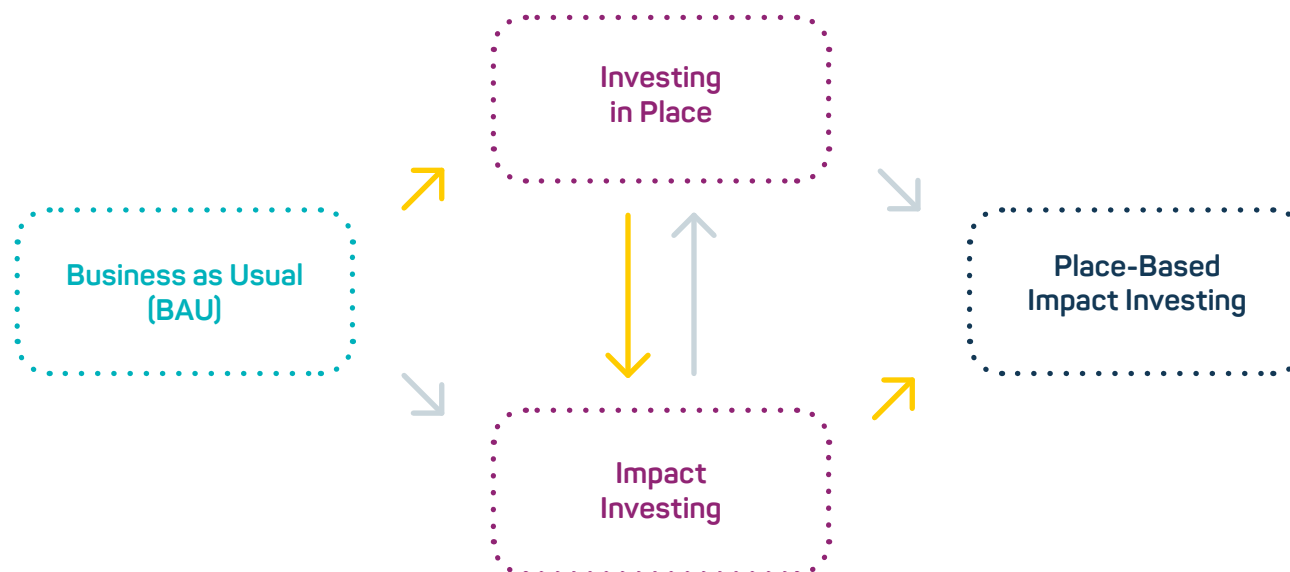 Investing
in Place
Business as Usual
(BAU)
Place-Based
Impact Investing
Impact
Investing